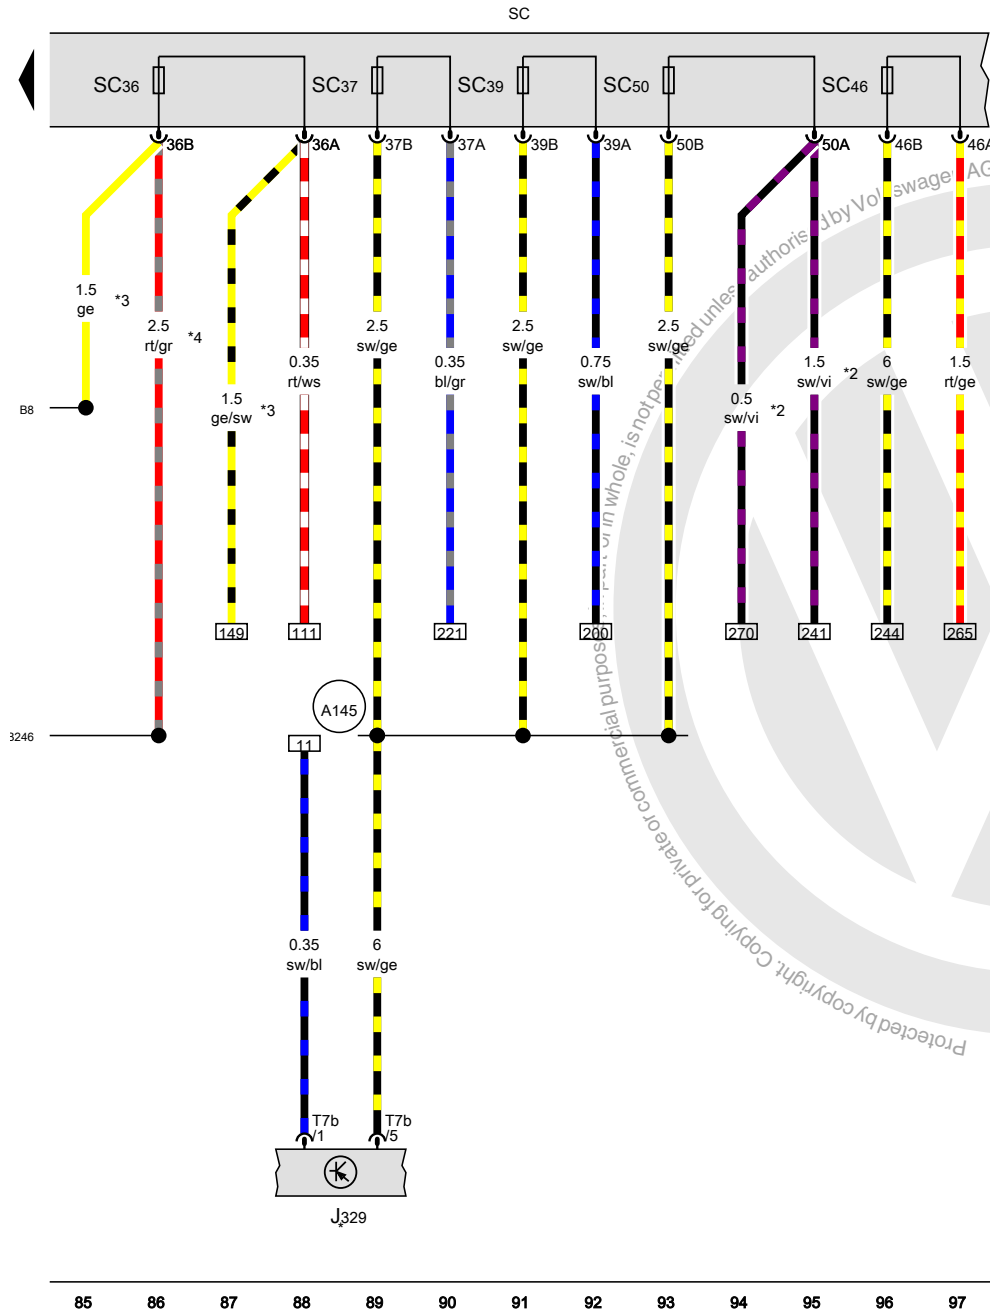 SC
SC36
SC37
SC39
SC50
SC46
36B
36A
37B
37A
39B
39A
50B
50A
46B
46A
1.5
ge
*3
2.5
rt/gr
*4
1.5
ge/sw
*3
0.35
rt/ws
2.5
sw/ge
0.35
bl/gr
2.5
sw/ge
0.75
sw/bl
2.5
sw/ge
0.5
sw/vi
*2
1.5
sw/vi
*2
6
sw/ge
1.5
rt/ge
B8
149
111
221
200
270
241
244
265
A145
3246
11
0.35
sw/bl
6
sw/ge
T7b
/1
T7b
/5
J329
*
85
86
87
88
89
90
91
92
93
94
95
96
97
Protected by copyright. Copying for private or commercial purposes, in part or in whole, is not permitted unless authorised by Volkswagen AG